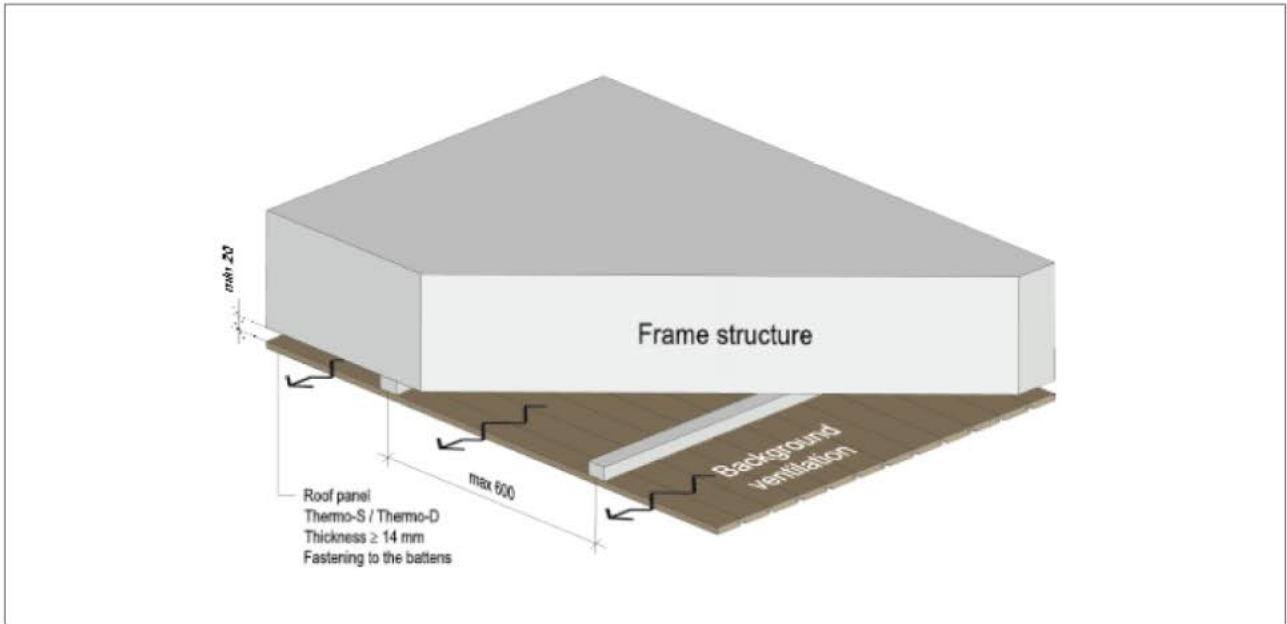 min 20
Frame structure
Background
ventilation
max 600
Roof panel
Thermo-S / Thermo-D
Thickness ≥ 14 mm
Fastening to the battens